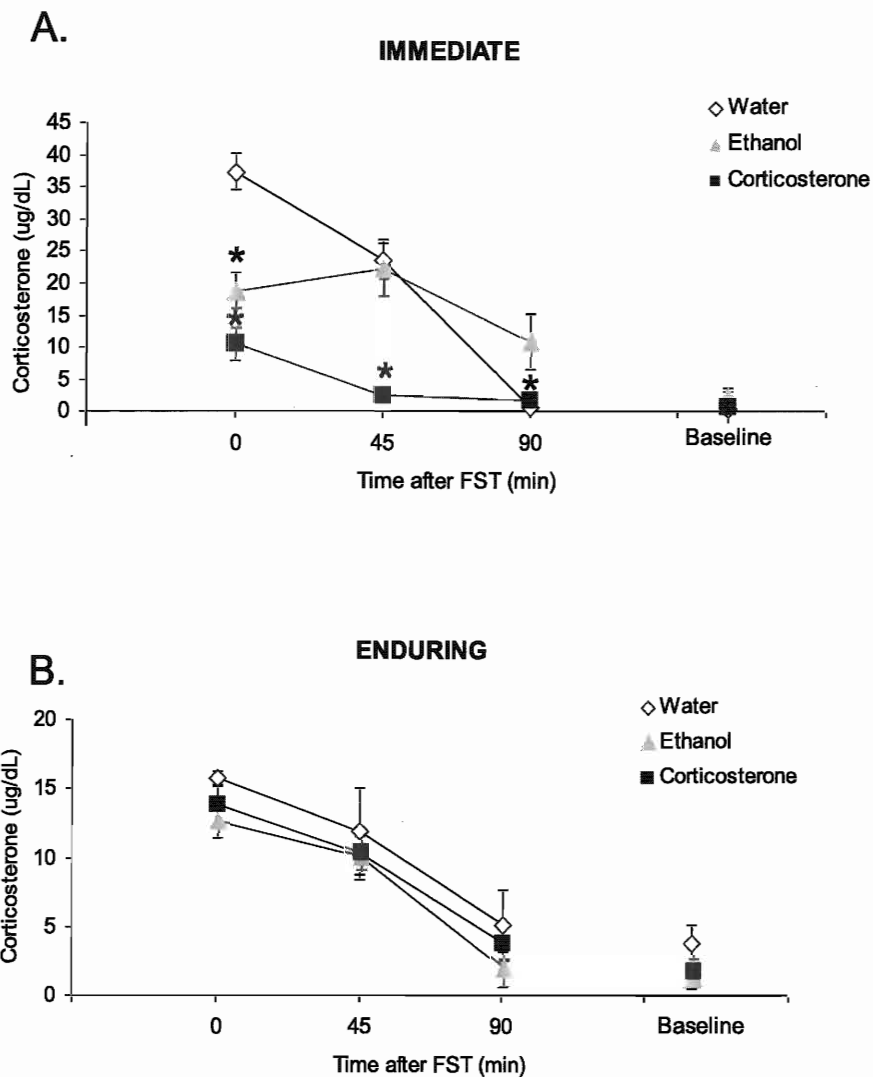 A.
IMMEDIATE
Water
Ethanol
Corticosterone
Corticosterone (ug/dL)
45
40
35
30
25
20
15
10
5
0
*
*
*
*
0 45 90 Baseline
Time after FST (min)
B.
ENDURING
Water
Ethanol
Corticosterone
Corticosterone (ug/dL)
20
15
10
5
0
0 45 90 Baseline
Time after FST (min)